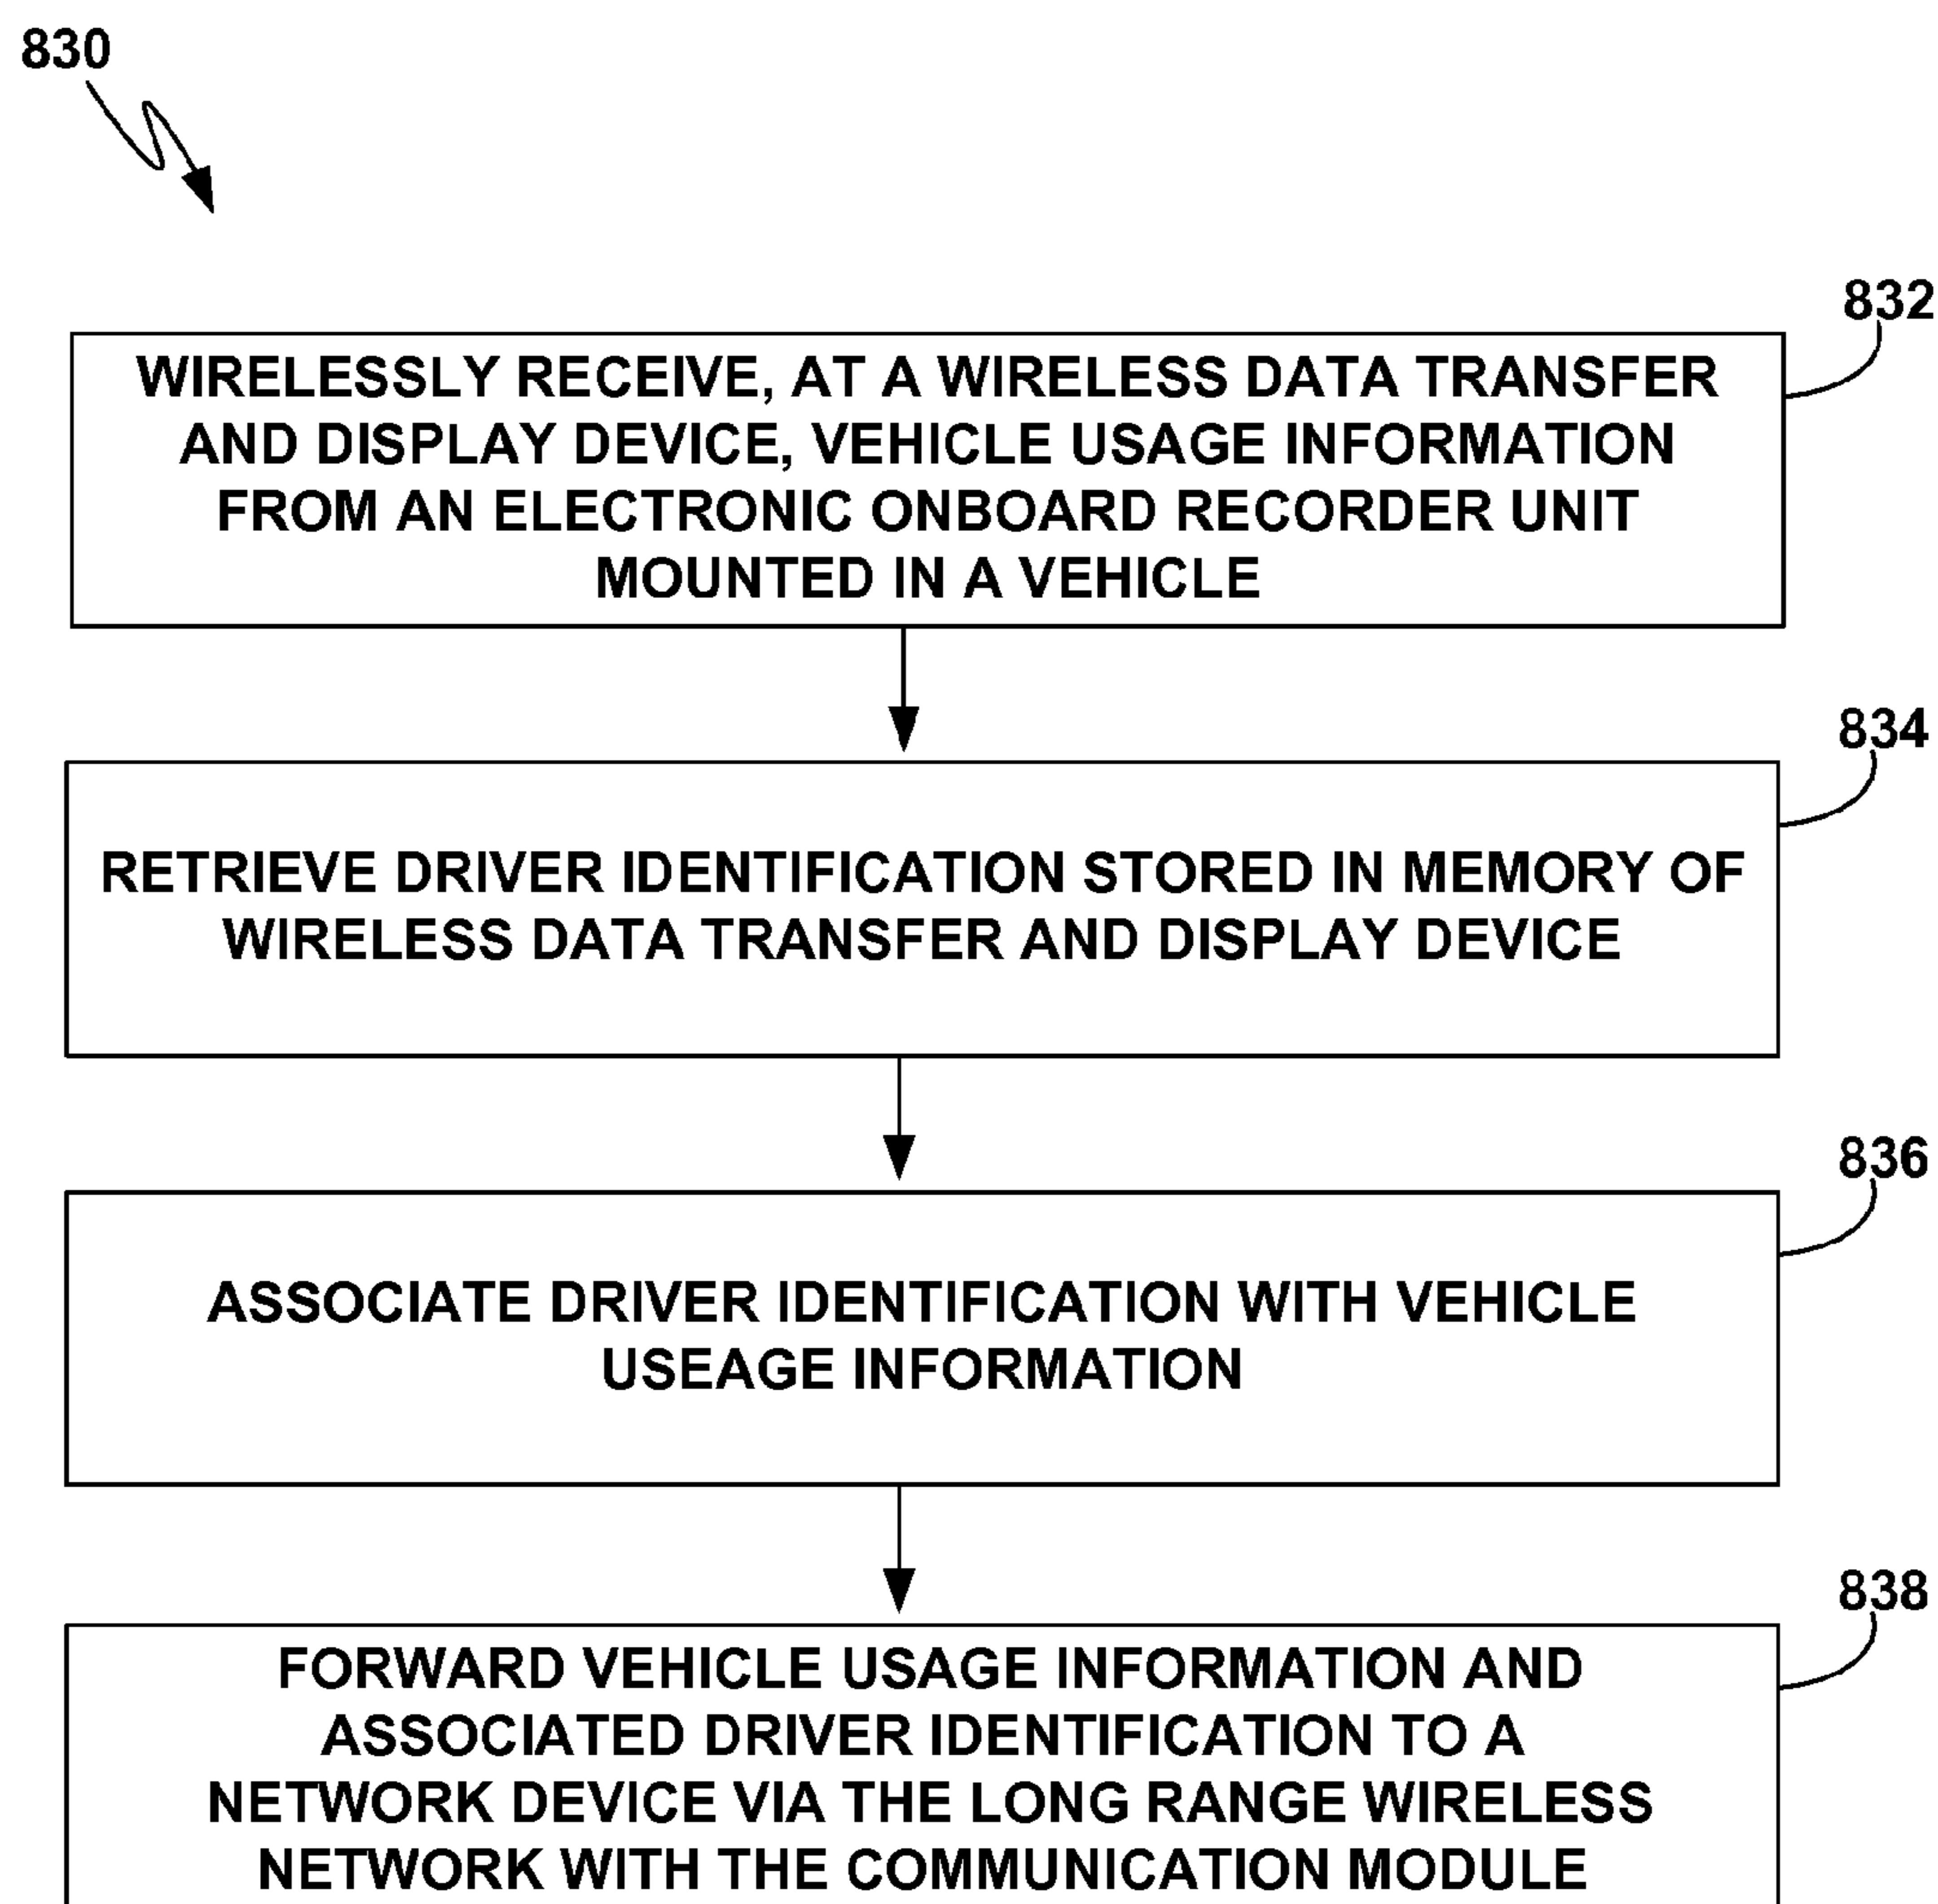 830
832
WIRELESSLY RECEIVE, AT A WIRELESS DATA TRANSFER
AND DISPLAY DEVICE, VEHICLE USAGE INFORMATION
FROM AN ELECTRONIC ONBOARD RECORDER UNIT
MOUNTED IN A VEHICLE
834
RETRIEVE DRIVER IDENTIFICATION STORED IN MEMORY OF
WIRELESS DATA TRANSFER AND DISPLAY DEVICE
836
ASSOCIATE DRIVER IDENTIFICATION WITH VEHICLE
USEAGE INFORMATION
838
FORWARD VEHICLE USAGE INFORMATION AND
ASSOCIATED DRIVER IDENTIFICATION TO A
NETWORK DEVICE VIA THE LONG RANGE WIRELESS
NETWORK WITH THE COMMUNICATION MODULE